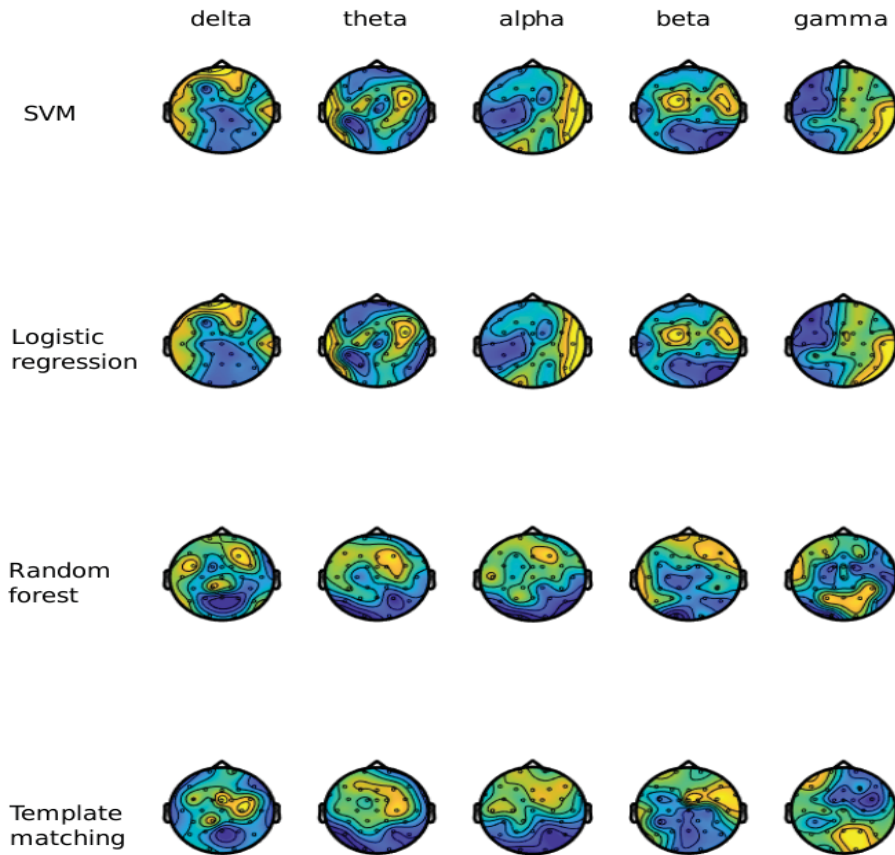 delta theta alpha beta gamma
SVM
Logistic
regression
Random
forest
Template
matching